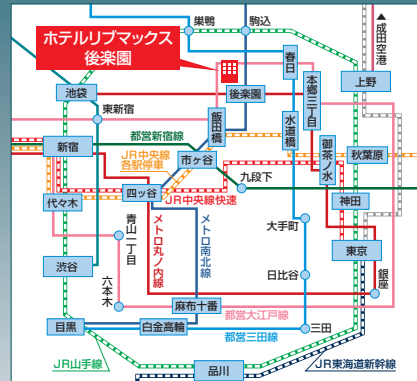 巣鴨
駒込
▲成田空港
ホテルリブマックス
後楽園
春日
本郷三丁目
上野
池袋
後楽園
東新宿
飯田橋
水道橋
御茶ノ水
都営新宿線
新宿
JR中央線
各駅停車
市ヶ谷
秋葉原
九段下
四ッ谷
JR中央線快速
代々木
神田
青山一丁目
メトロ丸ノ内線
メトロ南北線
大手町
東京
渋谷
六本木
日比谷
銀座
麻布十番
都営大江戸線
目黒
白金高輪
都営三田線
三田
JR山手線
品川
JR東海道新幹線